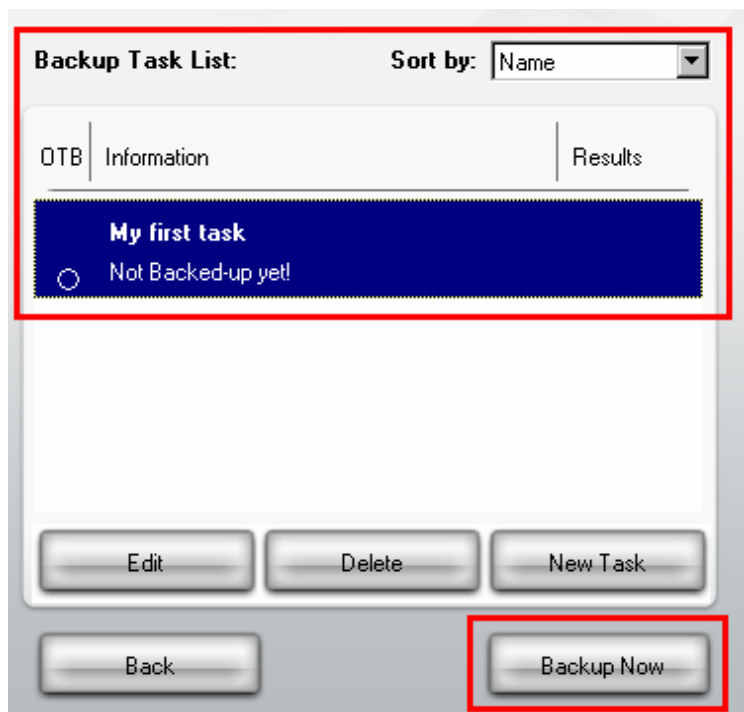 Backup Task List: Sort by: Name
OTB Information Results
My first task
Not Backed-up yet!
Edit Delete New Task
Back Backup Now